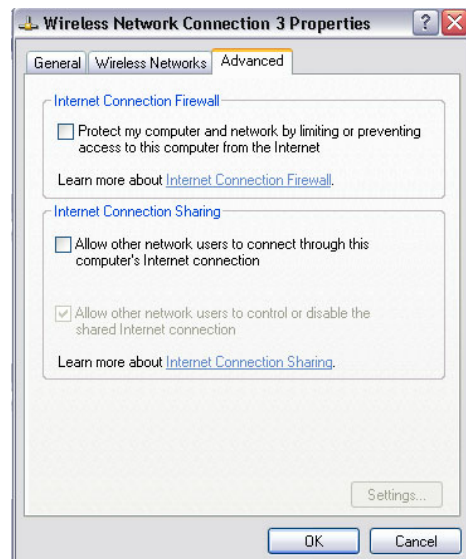 Wireless Network Connection 3 Properties
General Wireless Networks Advanced
Internet Connection Firewall
Protect my computer and network by limiting or preventing
access to this computer from the Internet
Learn more about Internet Connection Firewall.
Internet Connection Sharing
Allow other network users to connect through this
computer's Internet connection
Allow other network users to control or disable the
shared Internet connection
Learn more about Internet Connection Sharing.
Settings...
OK Cancel